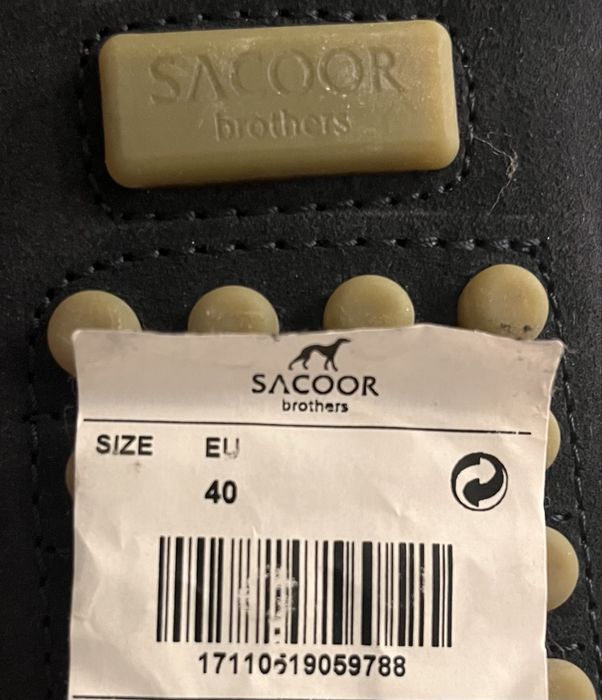 SACOOR
brothers
SACOOR
brothers
SIZE EU
40
17110519059788